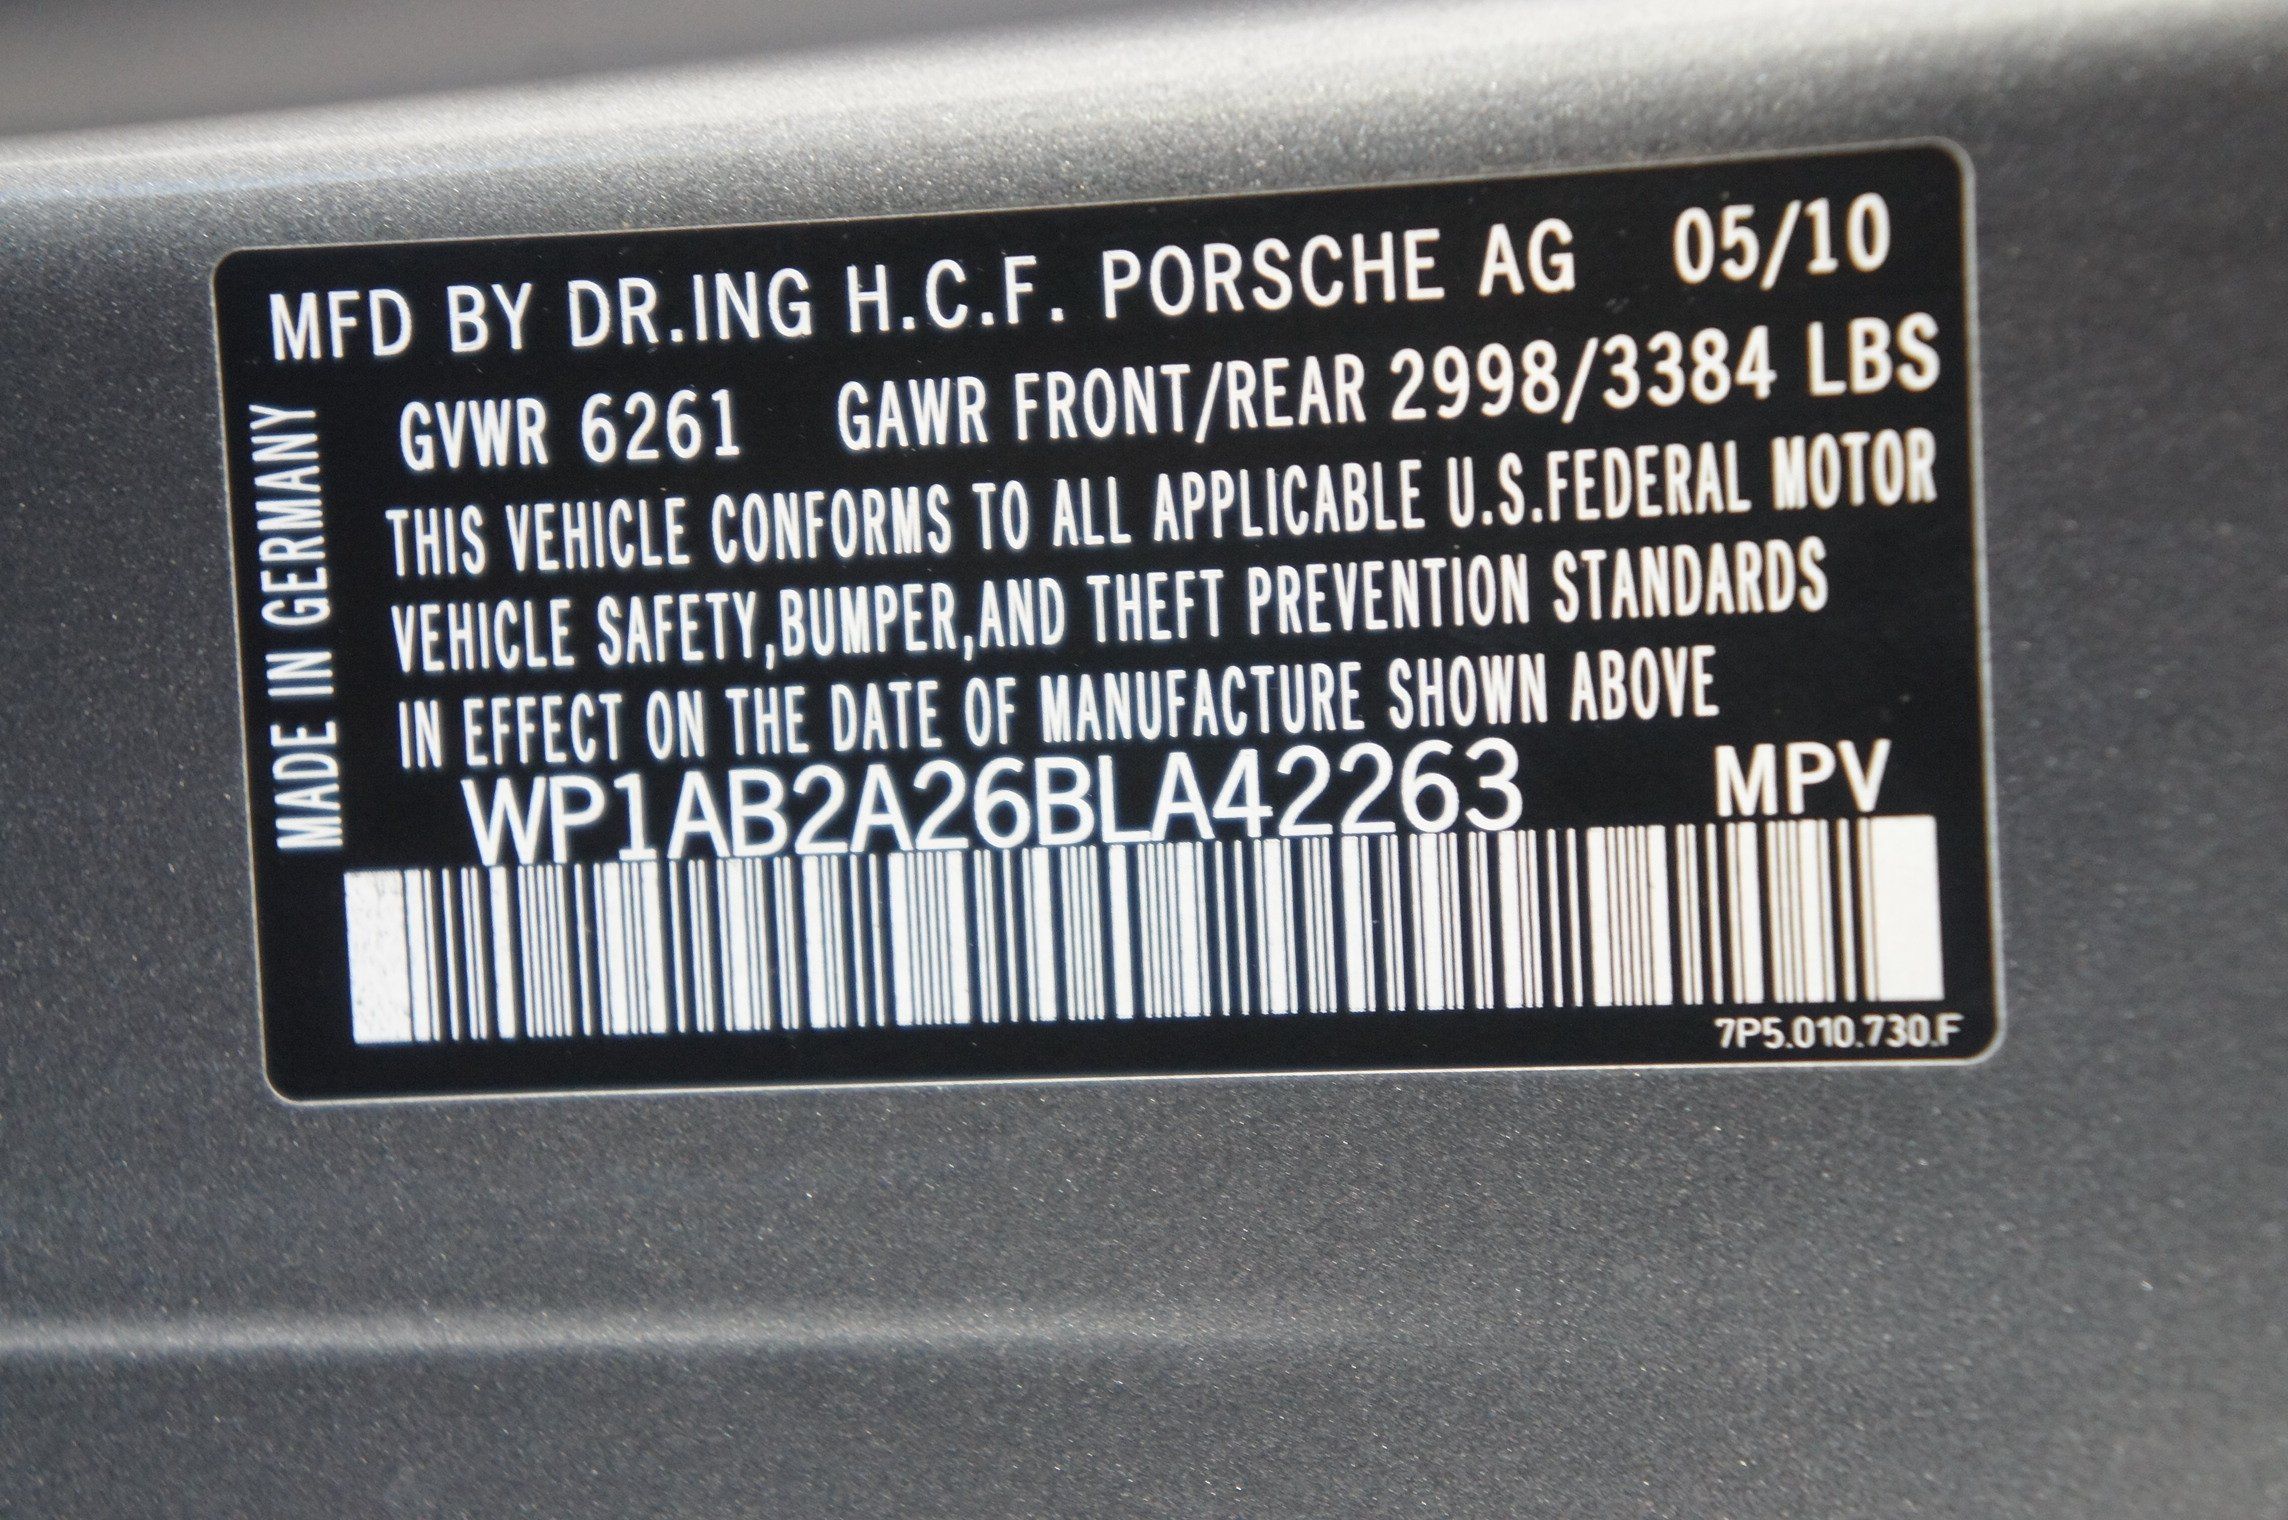 MFD BY DR.ING H.C.F. PORSCHE AG 05/10
GVWR 6261 GAWR FRONT/REAR 2998/3384 LBS
THIS VEHICLE CONFORMS TO ALL APPLICABLE U.S.FEDERAL MOTOR
VEHICLE SAFETY,BUMPER,AND THEFT PREVENTION STANDARDS
IN EFFECT ON THE DATE OF MANUFACTURE SHOWN ABOVE
WP1AB2A26BLA42263 MPV
7P5.010.730.F
MADE IN GERMANY